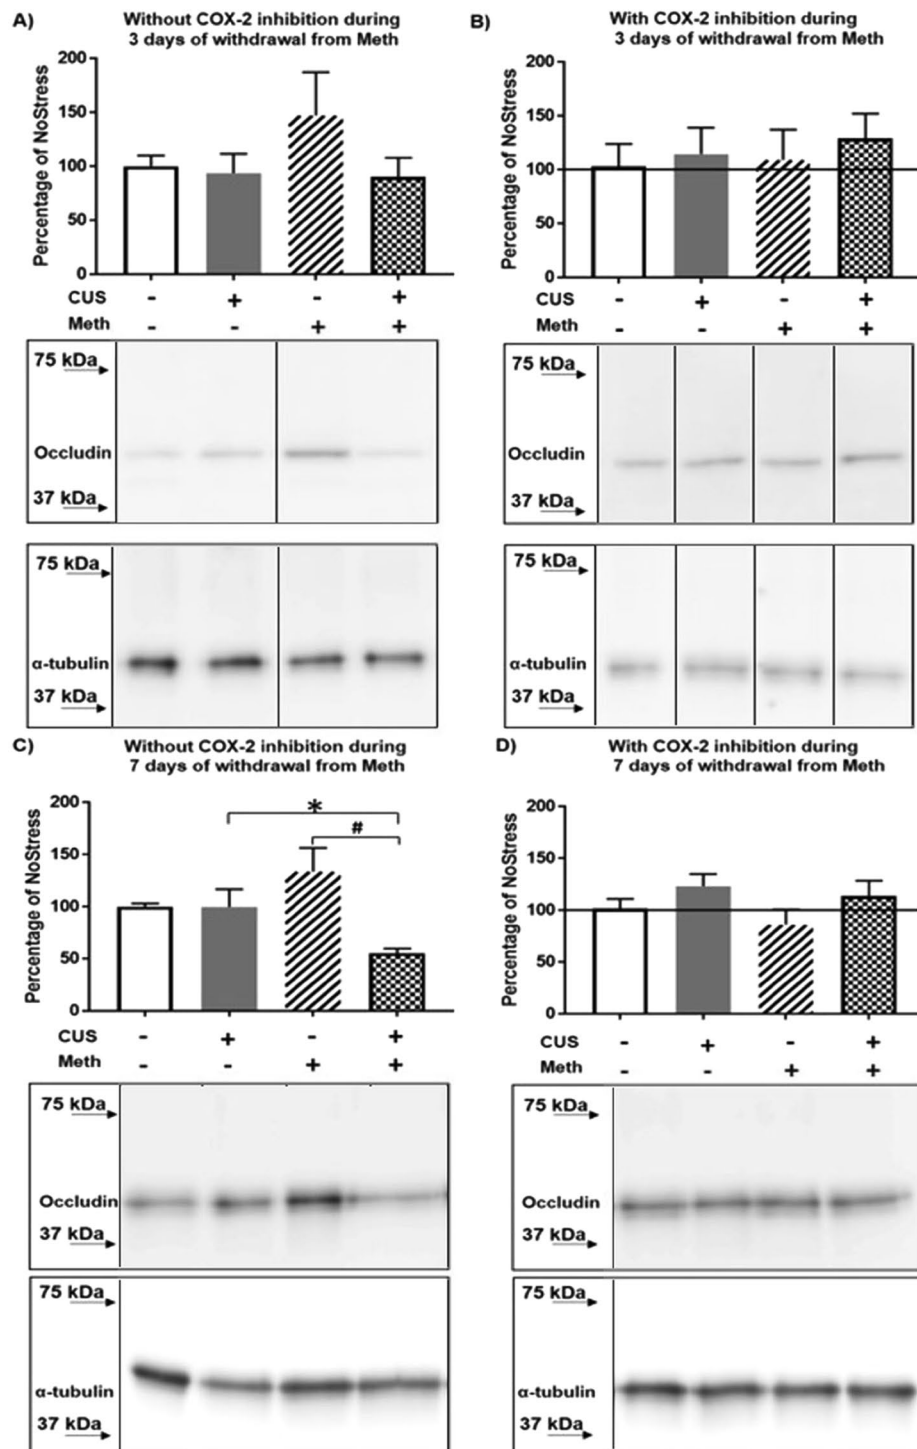 A)
Without COX-2 inhibition during
3 days of withdrawal from Meth
Percentage of NoStress
200
150
100
50
0
CUS - + - +
Meth - - + +
75 kDa
Occludin
37 kDa
75 kDa
α-tubulin
37 kDa
B)
With COX-2 inhibition during
3 days of withdrawal from Meth
Percentage of NoStress
200
150
100
50
0
CUS - + - +
Meth - - + +
75 kDa
Occludin
37 kDa
75 kDa
α-tubulin
37 kDa
C)
Without COX-2 inhibition during
7 days of withdrawal from Meth
Percentage of NoStress
200
150
100
50
0
*
#
CUS - + - +
Meth - - + +
75 kDa
Occludin
37 kDa
75 kDa
α-tubulin
37 kDa
D)
With COX-2 inhibition during
7 days of withdrawal from Meth
Percentage of NoStress
200
150
100
50
0
CUS - + - +
Meth - - + +
75 kDa
Occludin
37 kDa
75 kDa
α-tubulin
37 kDa